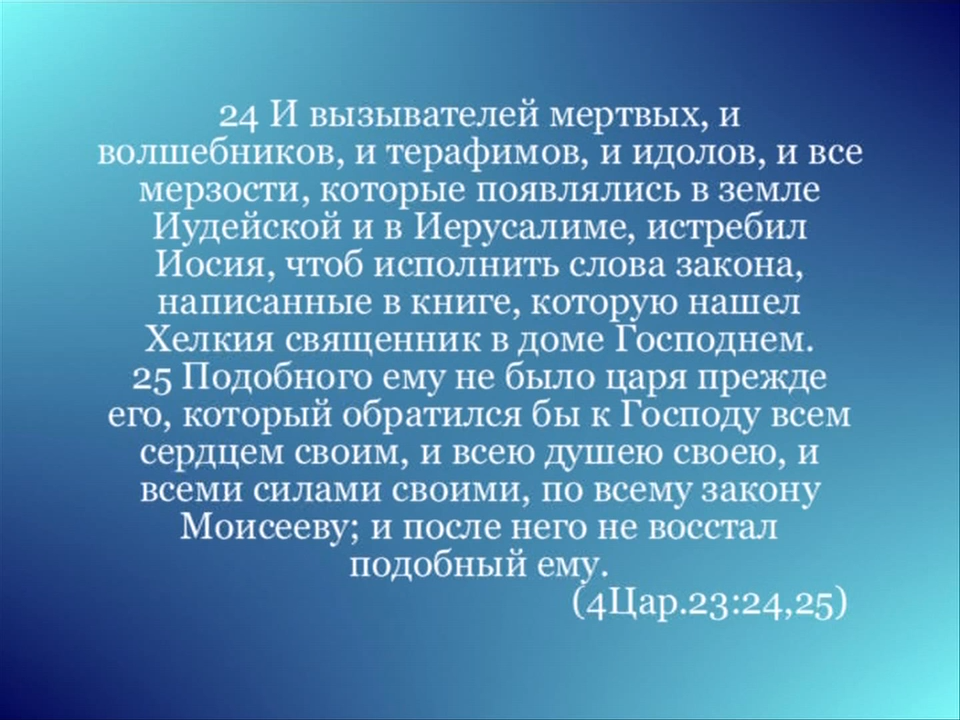 24 И вызывателей мертвых, и
волшебников, и терафимов, и идолов, и все
мерзости, которые появлялись в земле
Иудейской и в Иерусалиме, истребил
Иосия, чтоб исполнить слова закона,
написанные в книге, которую нашел
Хелкия священник в доме Господнем.
25 Подобного ему не было царя прежде
его, который обратился бы к Господу всем
сердцем своим, и всею душею своею, и
всеми силами своими, по всему закону
Моисееву; и после него не восстал
подобный ему.
(4Цар.23:24,25)